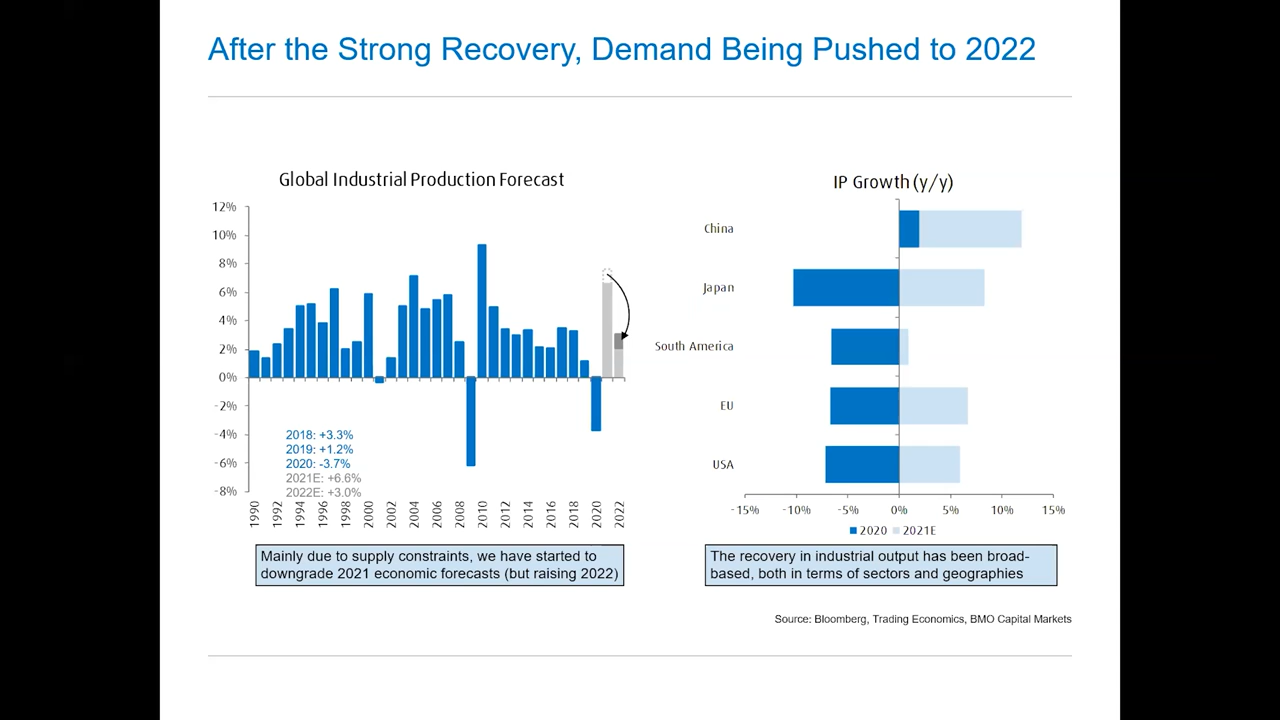 After the Strong Recovery, Demand Being Pushed to 2022
Global Industrial Production Forecast
12%
10%
8%
6%
4%
2%
0%
-2%
-4%
-6%
-8%
2018: +3.3%
2019: +1.2%
2020: -3.7%
2021E: +6.6%
2022E: +3.0%
1990
1992
1994
1996
1998
2000
2002
2004
2006
2008
2010
2012
2014
2016
2018
2020
2022
Mainly due to supply constraints, we have started to
downgrade 2021 economic forecasts (but raising 2022)
IP Growth (y/y)
China
Japan
South America
EU
USA
-15%
-10%
-5%
0%
5%
10%
15%
2020 2021E
The recovery in industrial output has been broad-
based, both in terms of sectors and geographies
Source: Bloomberg, Trading Economics, BMO Capital Markets